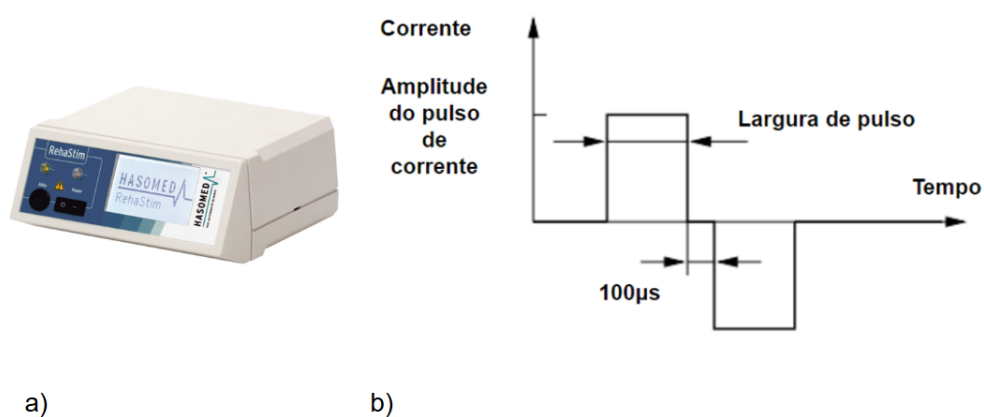 RehaStim
HASOMED
RehaStim
HASOMED
Corrente
Amplitude
do pulso
de
corrente
Largura de pulso
Tempo
100μs
a)
b)